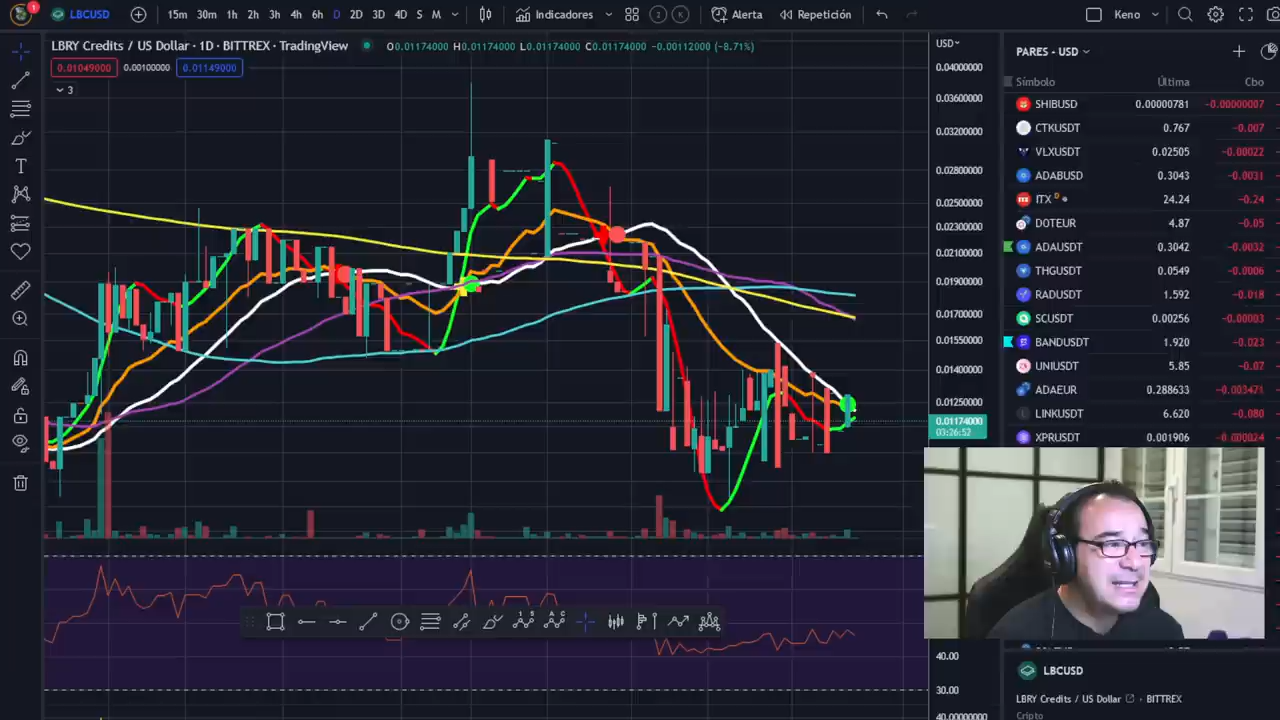 1
LBCUSD
15m 30m 1h 2h 3h 4h 6h D 2D 3D 4D S M
Indicadores
Z K
Alerta
Repetición
Keno
LBRY Credits / US Dollar · 1D · BITTREX · TradingView
O0.01174000 H0.01174000 L0.01174000 C0.01174000 −0.00112000 (−8.71%)
0.01049000 0.00100000 0.01149000
3
USD
0.04000000
0.03600000
0.03200000
0.02800000
0.02500000
0.02300000
0.02100000
0.01900000
0.01700000
0.01550000
0.01400000
0.01250000
0.01174000
03:26:52
40.00
30.00
40.00000000
PARES - USD
Símbolo Última Cbo
SHIBUSD 0.00000781 -0.00000007
CTKUSDT 0.767 -0.007
VLXUSDT 0.02505 -0.00022
ADABUSD 0.3043 -0.0031
ITX D 24.24 -0.24
DOTEUR 4.87 -0.05
ADAUSDT 0.3042 -0.0032
THGUSDT 0.0549 -0.0006
RADUSDT 1.592 -0.018
SCUSDT 0.00256 -0.00003
BANDUSDT 1.920 -0.023
UNIUSDT 5.85 -0.07
ADAEUR 0.288633 -0.003471
LINKUSDT 6.620 -0.080
XPRUSDT 0.001906 -0.000024
LBCUSD
LBRY Credits / US Dollar · BITTREX
Cripto